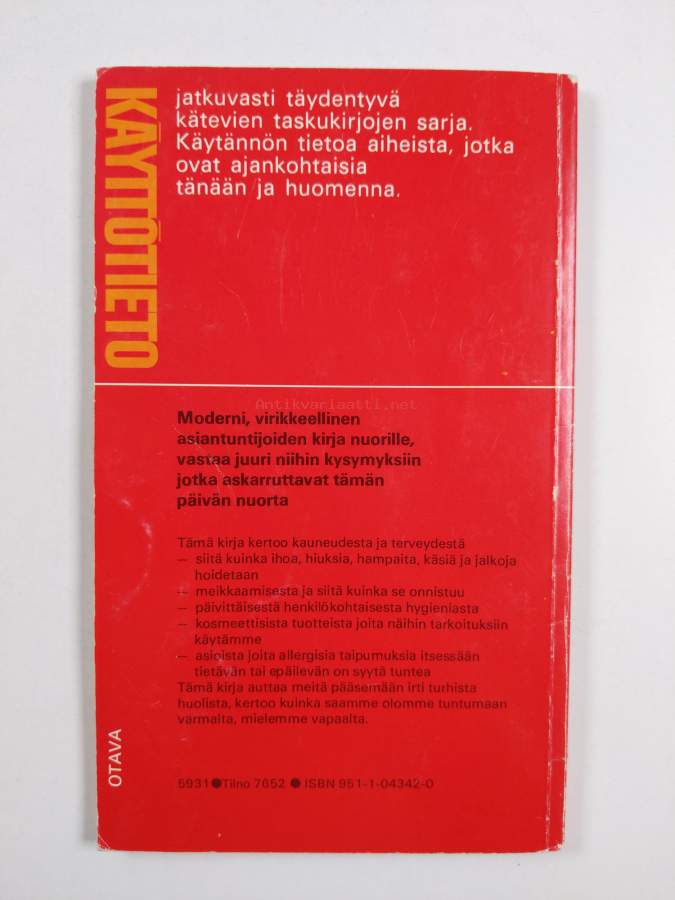 KÄYTTÖTIETO
jatkuvasti täydentyvä
kätevien taskukirjojen sarja.
Käytännön tietoa aiheista, jotka
ovat ajankohtaisia
tänään ja huomenna.
Antikvariaatti.net
Moderni, virikkeellinen
asiantuntijoiden kirja nuorille,
vastaa juuri niihin kysymyksiin
jotka askarruttavat tämän
päivän nuorta
Tämä kirja kertoo kauneudesta ja terveydestä
— siitä kuinka ihoa, hiuksia, hampaita, käsiä ja jalkoja
hoidetaan
— meikkaamisesta ja siitä kuinka se onnistuu
— päivittäisestä henkilökohtaisesta hygieniasta
— kosmeettisista tuotteista joita näihin tarkoituksiin
käytämme
— asioista joita allergisia taipumuksia itsessään
tietävän tai epäilevän on syytä tuntea
Tämä kirja auttaa meitä pääsemään irti turhista
huolista, kertoo kuinka saamme olomme tuntumaan
varmalta, mielemme vapaalta.
OTAVA
5931 ● Tilno 7652 ● ISBN 951-1-04342-0